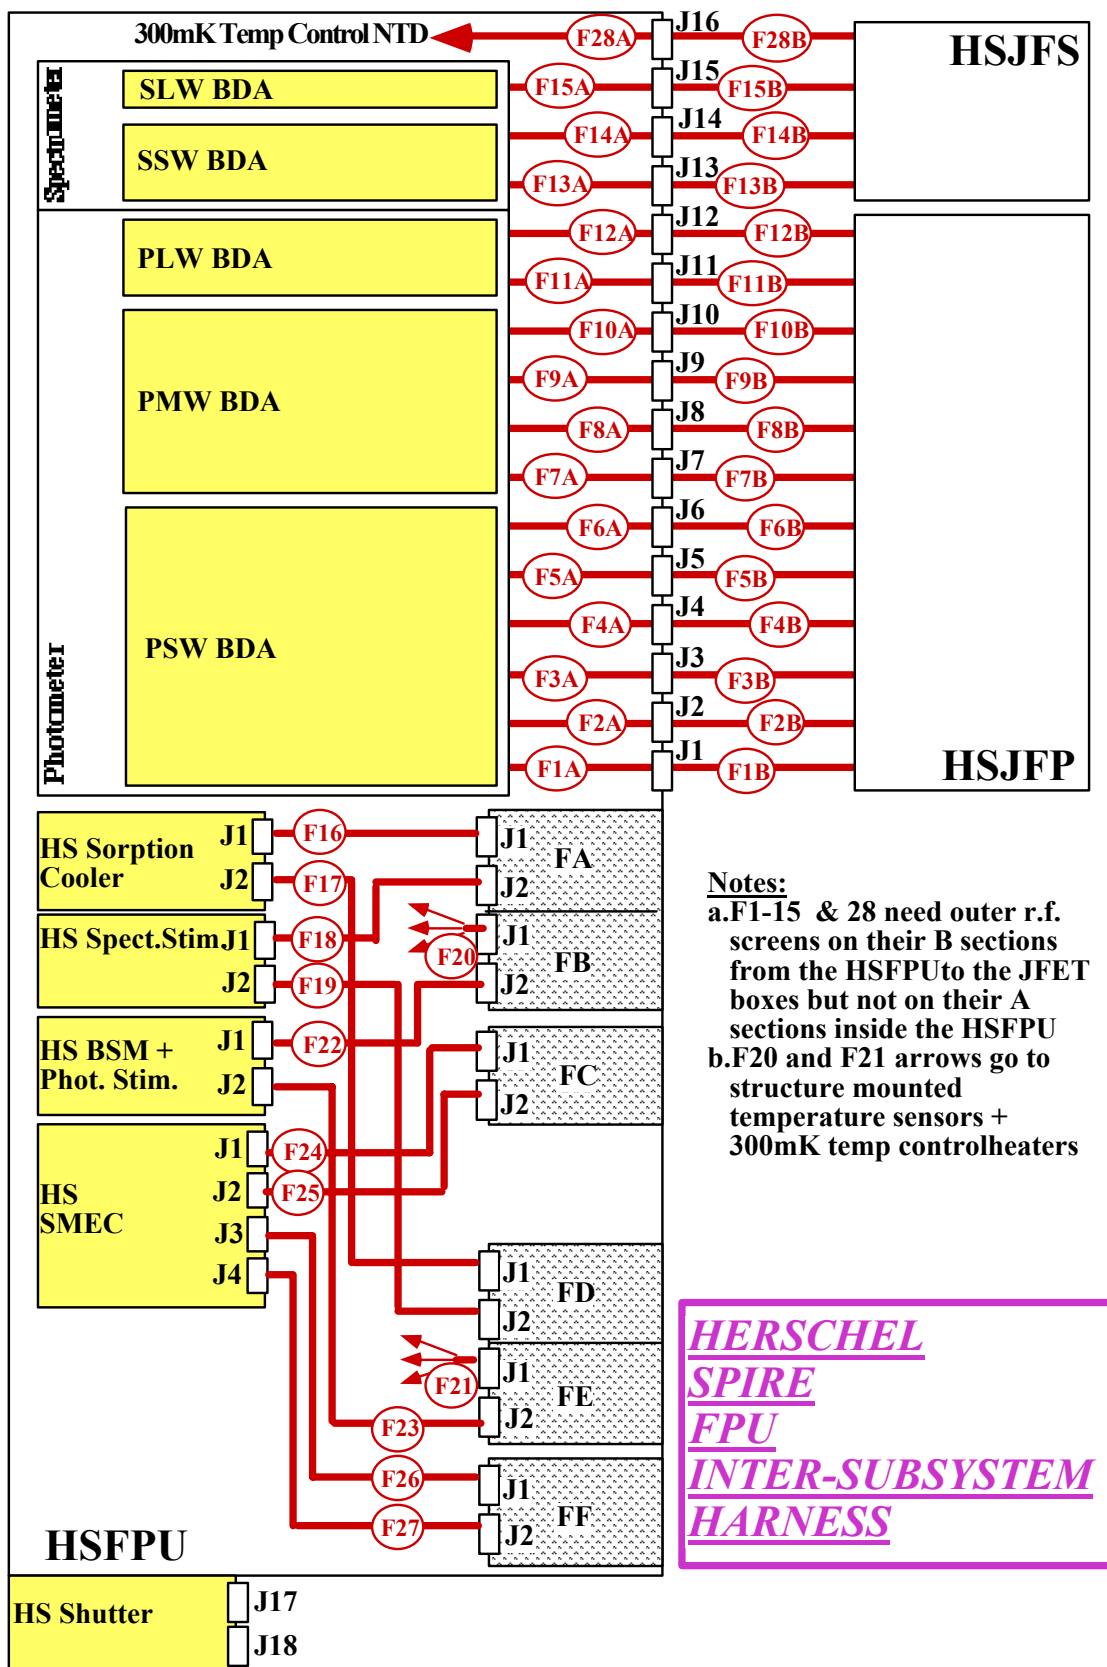 300mK Temp Control NTD
F28A
J16
F28B
HSJFS
Spectrometer
SLW BDA
F15A
J15
F15B
SSW BDA
F14A
J14
F14B
F13A
J13
F13B
Photometer
PLW BDA
F12A
J12
F12B
F11A
J11
F11B
PMW BDA
F10A
J10
F10B
F9A
J9
F9B
F8A
J8
F8B
F7A
J7
F7B
PSW BDA
F6A
J6
F6B
F5A
J5
F5B
F4A
J4
F4B
F3A
J3
F3B
F2A
J2
F2B
F1A
J1
F1B
HSJFP
HS Sorption
Cooler
J1
J2
F16
F17
J1
J2
FA
HS Spect.Stim.
J1
J2
F18
F19
F20
J1
J2
FB
HS BSM +
Phot. Stim.
J1
J2
F22
J1
J2
FC
HS
SMEC
J1
J2
J3
J4
F24
F25
J1
J2
FD
F21
J1
J2
FE
F23
F26
F27
J1
J2
FF
HSFPU
HS Shutter
J17
J18
Notes:
a.F1-15 & 28 need outer r.f.
screens on their B sections
from the HSFPUto the JFET
boxes but not on their A
sections inside the HSFPU
b.F20 and F21 arrows go to
structure mounted
temperature sensors +
300mK temp controlheaters
HERSCHEL
SPIRE
FPU
INTER-SUBSYSTEM
HARNESS